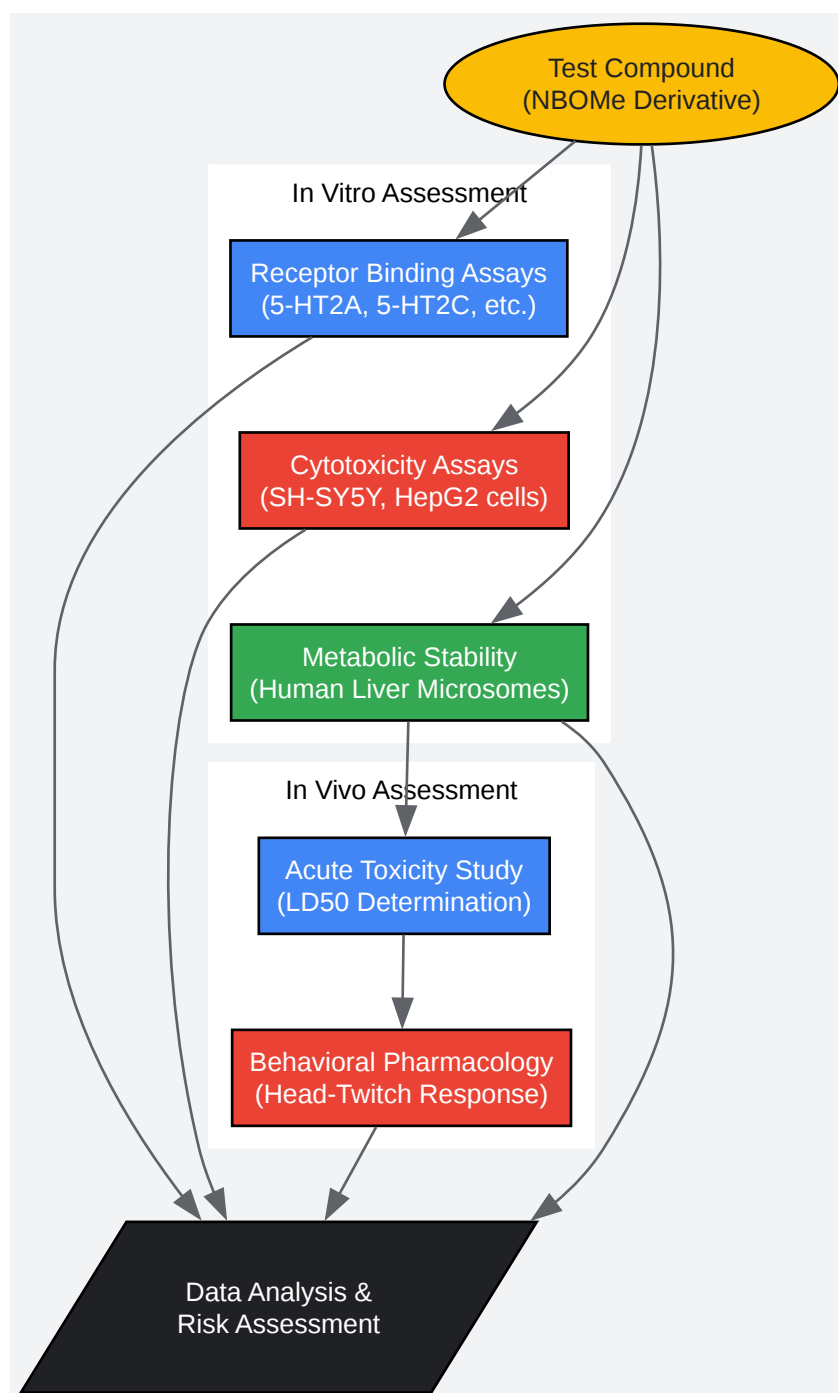 Test Compound
(NBOMe Derivative)
In Vitro Assessment
Receptor Binding Assays
(5-HT2A, 5-HT2C, etc.)
Cytotoxicity Assays
(SH-SY5Y, HepG2 cells)
Metabolic Stability
(Human Liver Microsomes)
In Vivo Assessment
Acute Toxicity Study
(LD50 Determination)
Behavioral Pharmacology
(Head-Twitch Response)
Data Analysis &
Risk Assessment